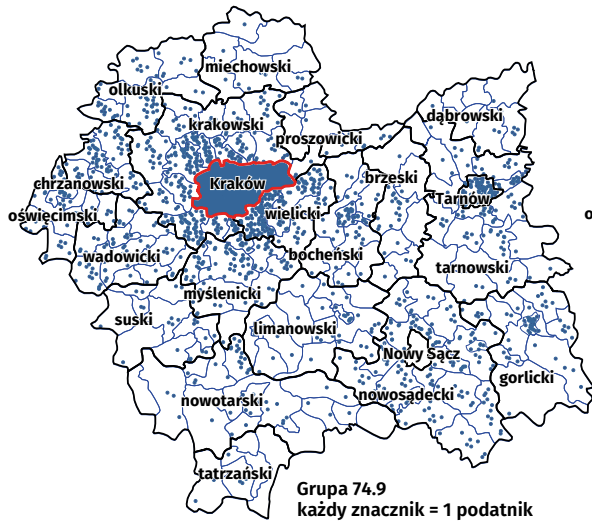 miechowski
olkuski
dąbrowski
krakowski
proszowicki
chrzanowski
Kraków
brzeski
Tarnów
oświęcimski
wielicki
o
wadowicki
bocheński
tarnowski
myślenicki
suski
limanowski
Nowy Sącz
gorlicki
nowotarski
nowosądecki
tatrzański
Grupa 74.9
każdy znacznik = 1 podatnik